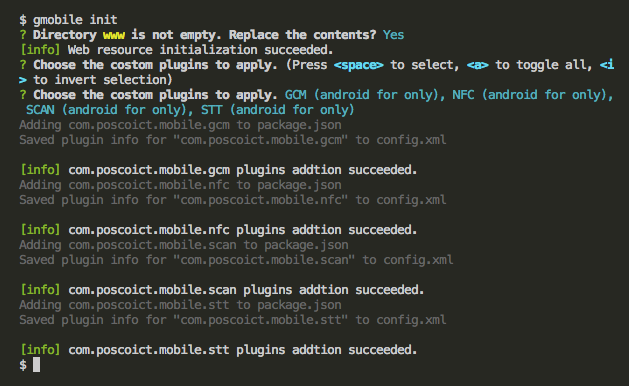 $ gmobile init
? Directory www is not empty. Replace the contents? Yes
[info] Web resource initialization succeeded.
? Choose the costom plugins to apply. (Press <space> to select, <a> to toggle all, <i
> to invert selection)
? Choose the costom plugins to apply. GCM (android for only), NFC (android for only),
SCAN (android for only), STT (android for only)
Adding com.poscoict.mobile.gcm to package.json
Saved plugin info for "com.poscoict.mobile.gcm" to config.xml
[info] com.poscoict.mobile.gcm plugins addtion succeeded.
Adding com.poscoict.mobile.nfc to package.json
Saved plugin info for "com.poscoict.mobile.nfc" to config.xml
[info] com.poscoict.mobile.nfc plugins addtion succeeded.
Adding com.poscoict.mobile.scan to package.json
Saved plugin info for "com.poscoict.mobile.scan" to config.xml
[info] com.poscoict.mobile.scan plugins addtion succeeded.
Adding com.poscoict.mobile.stt to package.json
Saved plugin info for "com.poscoict.mobile.stt" to config.xml
[info] com.poscoict.mobile.stt plugins addtion succeeded.
$